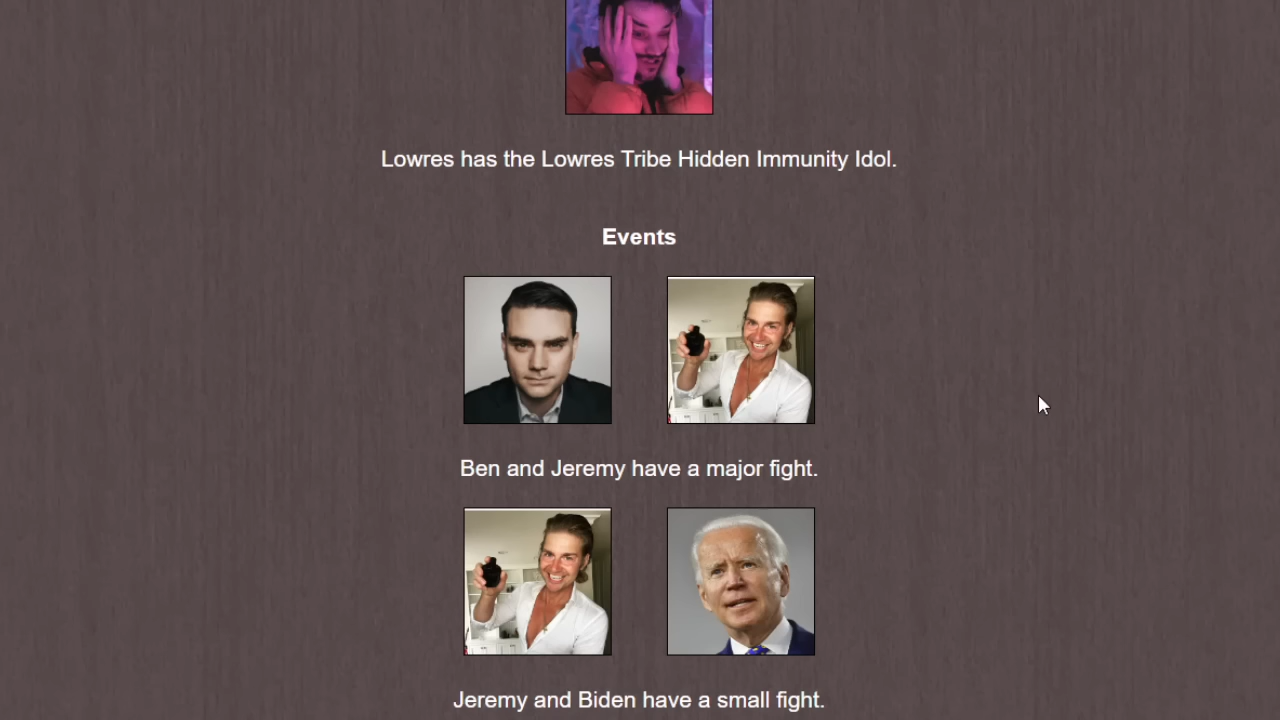 Lowres has the Lowres Tribe Hidden Immunity Idol.
Events
Ben and Jeremy have a major fight.
Jeremy and Biden have a small fight.